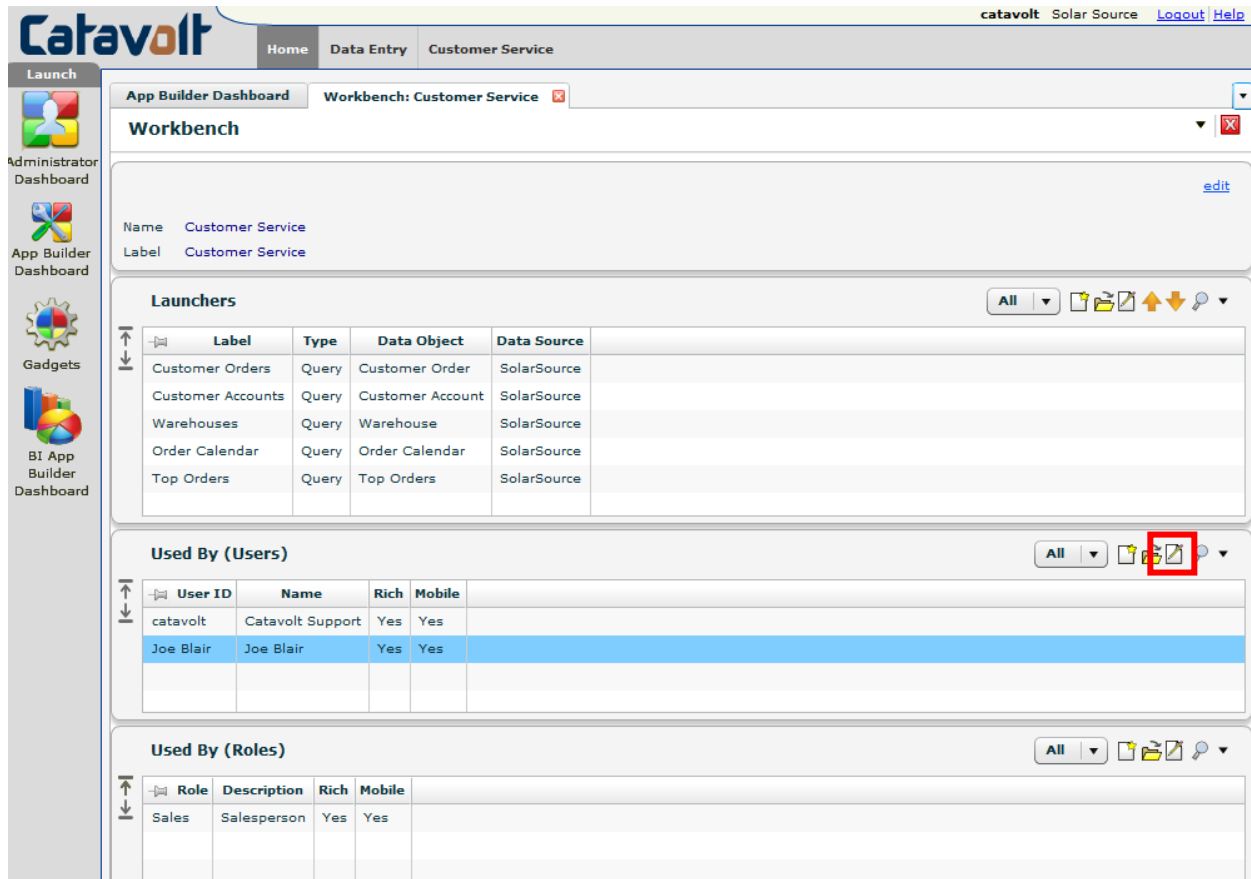 catavolt Solar Source Logout Help
Catavolt
Home Data Entry Customer Service
Launch
Administrator
Dashboard
App Builder
Dashboard
Gadgets
BI App
Builder
Dashboard
App Builder Dashboard Workbench: Customer Service
Workbench
edit
Name Customer Service
Label Customer Service
Launchers All
Label Type Data Object Data Source
Customer Orders Query Customer Order SolarSource
Customer Accounts Query Customer Account SolarSource
Warehouses Query Warehouse SolarSource
Order Calendar Query Order Calendar SolarSource
Top Orders Query Top Orders SolarSource
Used By (Users) All
User ID Name Rich Mobile
catavolt Catavolt Support Yes Yes
Joe Blair Joe Blair Yes Yes
Used By (Roles) All
Role Description Rich Mobile
Sales Salesperson Yes Yes